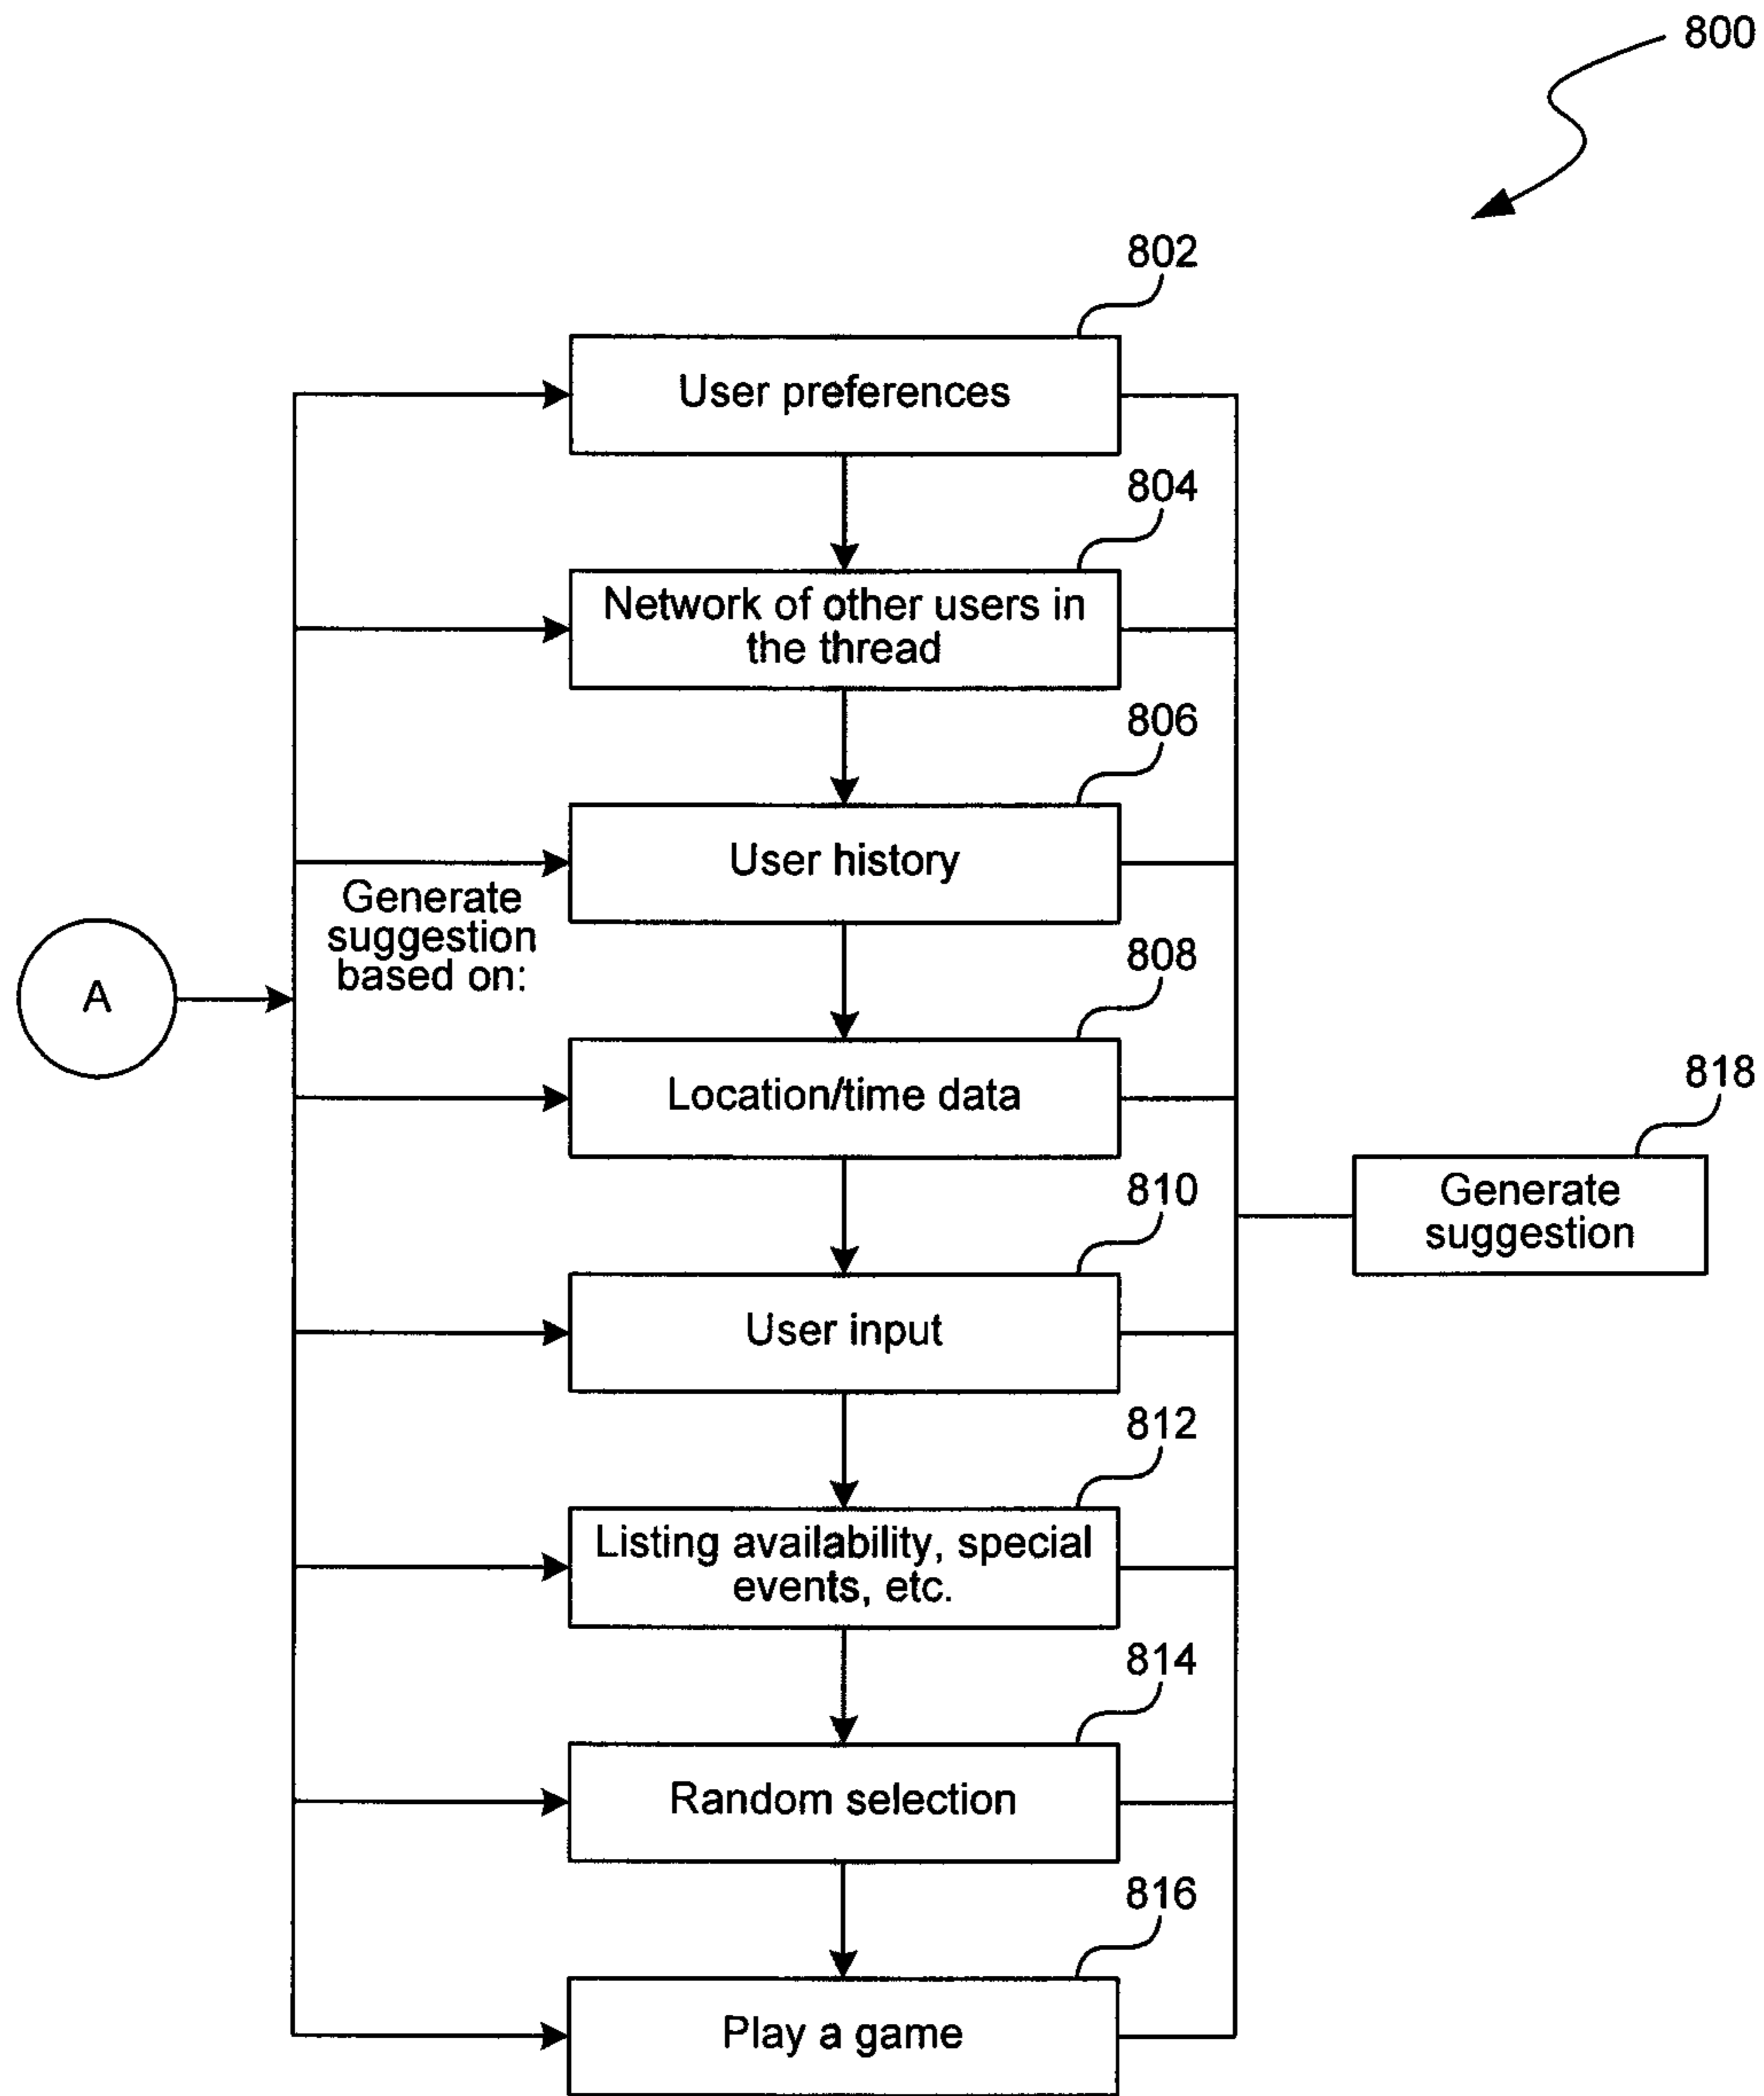 800
802
User preferences
804
Network of other users in
the thread
806
User history
Generate
suggestion
based on:
A
808
Location/time data
818
Generate
suggestion
810
User input
812
Listing availability, special
events, etc.
814
Random selection
816
Play a game